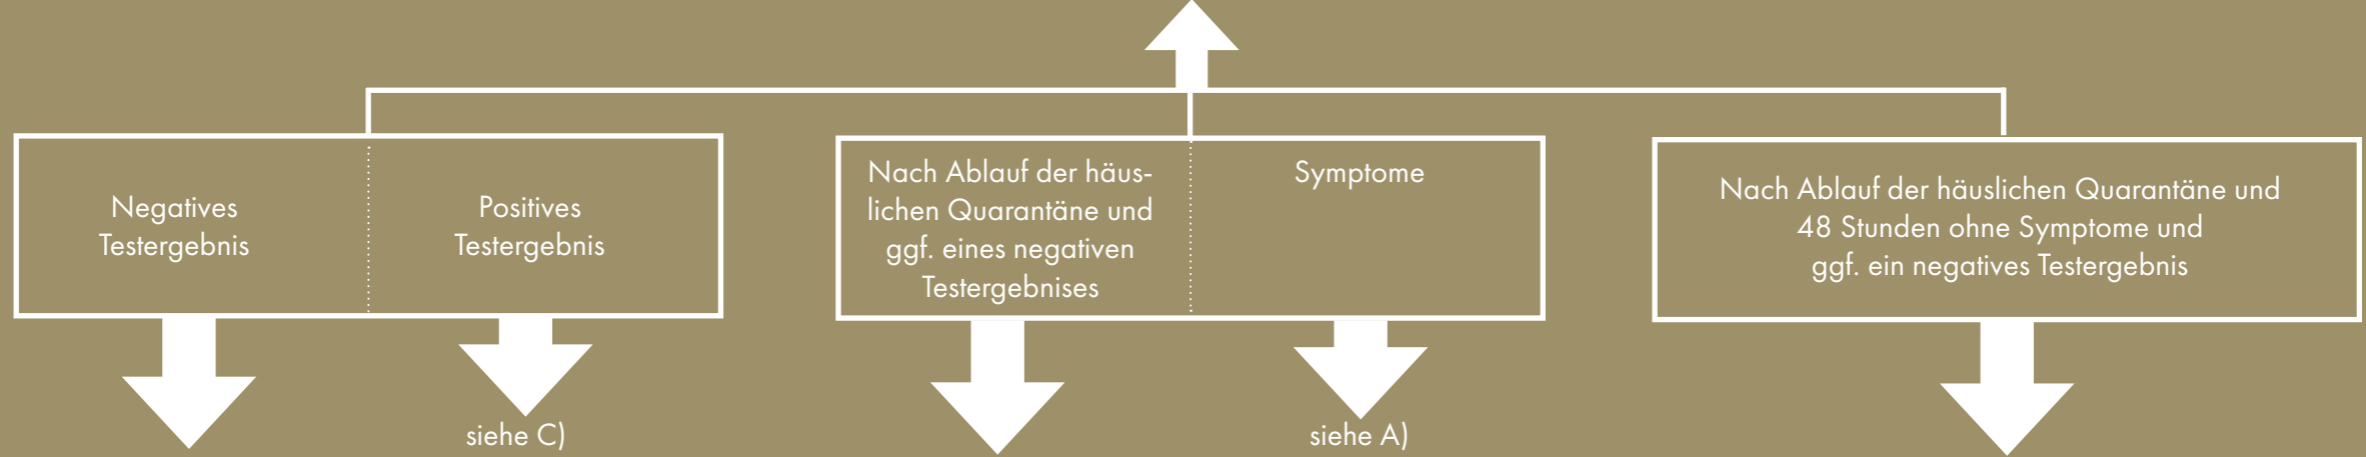 Negatives
Testergebnis
Positives
Testergebnis
siehe C)
Nach Ablauf der häus-
lichen Quarantäne und
ggf. eines negativen
Testergebnises
Symptome
siehe A)
Nach Ablauf der häuslichen Quarantäne und
48 Stunden ohne Symptome und
ggf. ein negatives Testergebnis